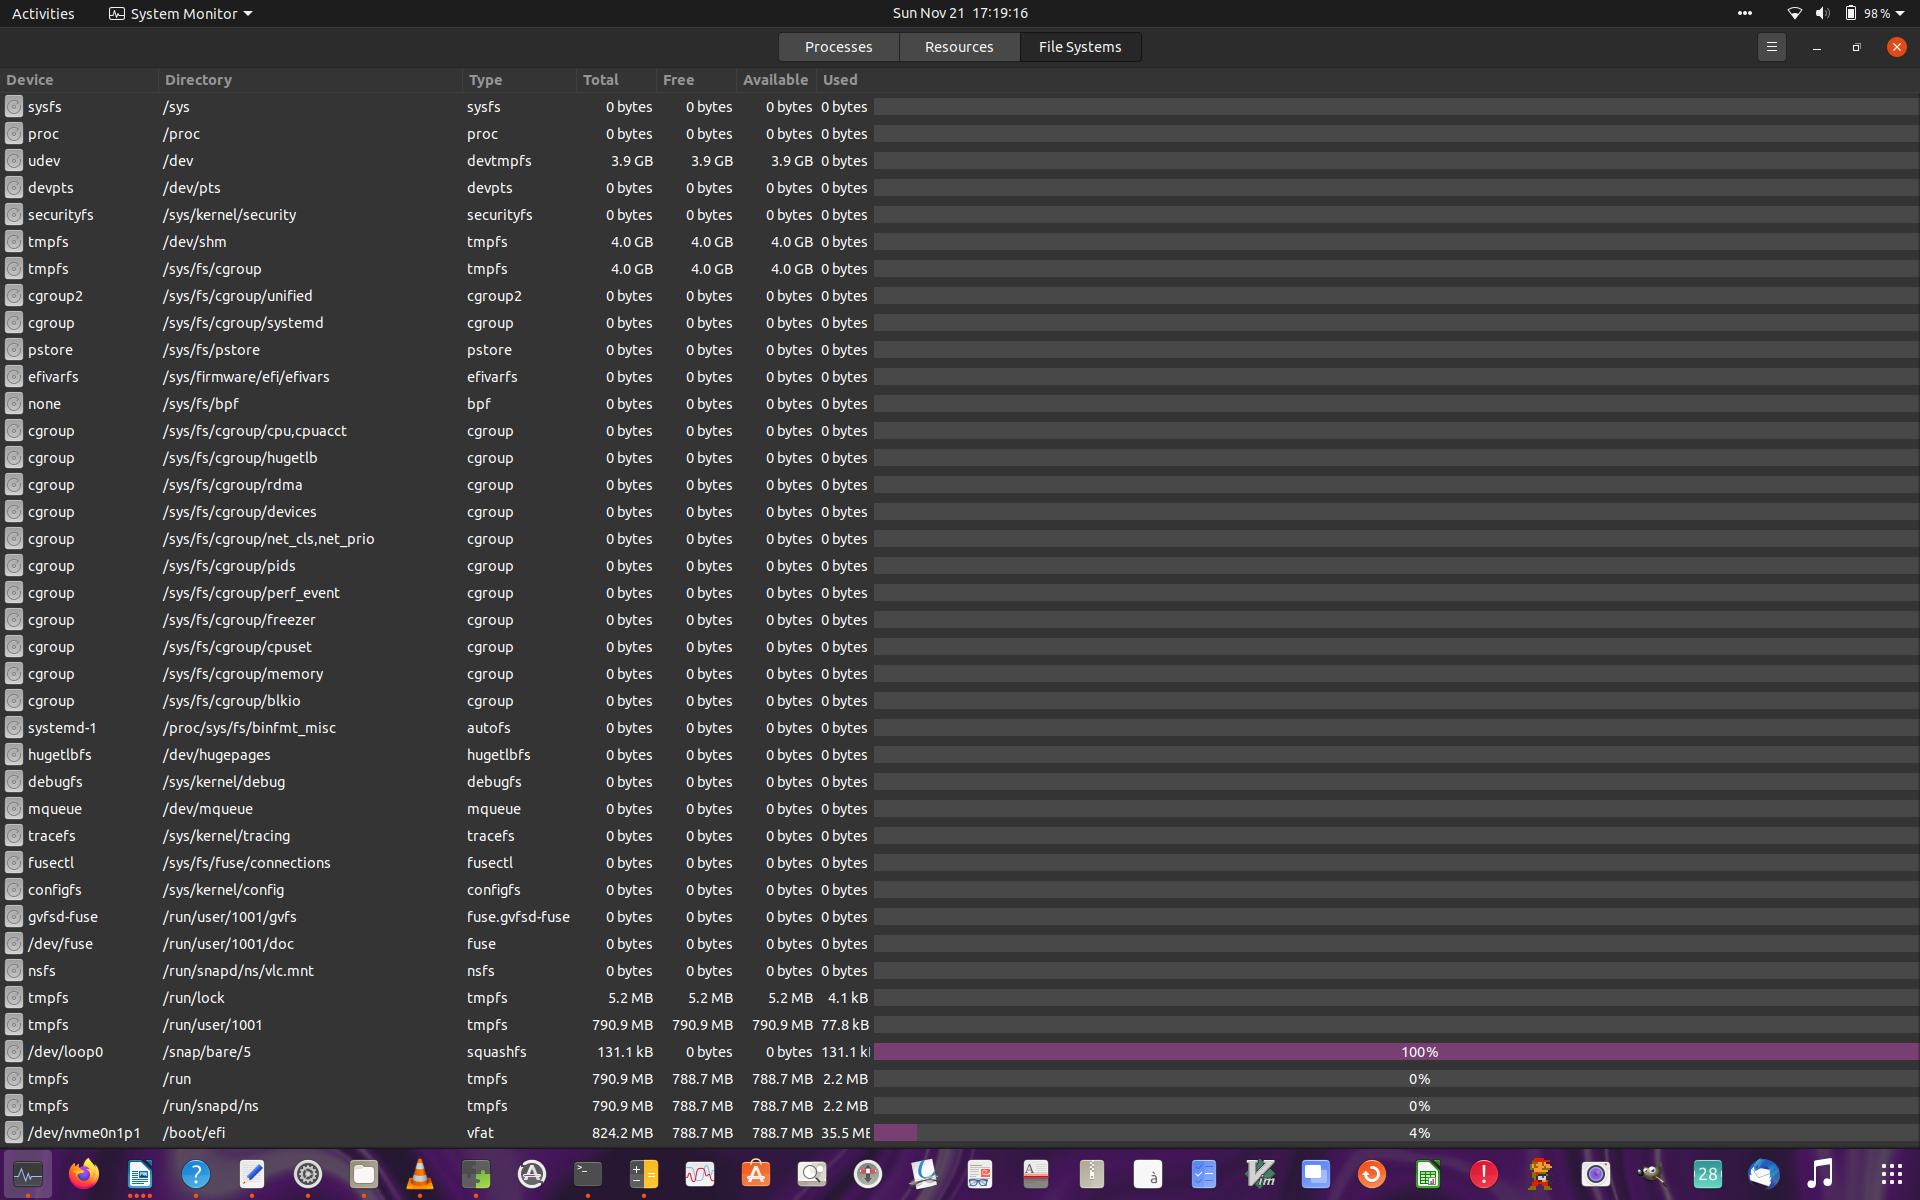 Activities System Monitor Sun Nov 21 17:19:16 98%
Processes Resources File Systems
Device Directory Type Total Free Available Used
sysfs /sys sysfs 0 bytes 0 bytes 0 bytes 0 bytes
proc /proc proc 0 bytes 0 bytes 0 bytes 0 bytes
udev /dev devtmpfs 3.9 GB 3.9 GB 3.9 GB 0 bytes
devpts /dev/pts devpts 0 bytes 0 bytes 0 bytes 0 bytes
securityfs /sys/kernel/security securityfs 0 bytes 0 bytes 0 bytes 0 bytes
tmpfs /dev/shm tmpfs 4.0 GB 4.0 GB 4.0 GB 0 bytes
tmpfs /sys/fs/cgroup tmpfs 4.0 GB 4.0 GB 4.0 GB 0 bytes
cgroup2 /sys/fs/cgroup/unified cgroup2 0 bytes 0 bytes 0 bytes 0 bytes
cgroup /sys/fs/cgroup/systemd cgroup 0 bytes 0 bytes 0 bytes 0 bytes
pstore /sys/fs/pstore pstore 0 bytes 0 bytes 0 bytes 0 bytes
efivarfs /sys/firmware/efi/efivars efivarfs 0 bytes 0 bytes 0 bytes 0 bytes
none /sys/fs/bpf bpf 0 bytes 0 bytes 0 bytes 0 bytes
cgroup /sys/fs/cgroup/cpu,cpuacct cgroup 0 bytes 0 bytes 0 bytes 0 bytes
cgroup /sys/fs/cgroup/hugetlb cgroup 0 bytes 0 bytes 0 bytes 0 bytes
cgroup /sys/fs/cgroup/rdma cgroup 0 bytes 0 bytes 0 bytes 0 bytes
cgroup /sys/fs/cgroup/devices cgroup 0 bytes 0 bytes 0 bytes 0 bytes
cgroup /sys/fs/cgroup/net_cls,net_prio cgroup 0 bytes 0 bytes 0 bytes 0 bytes
cgroup /sys/fs/cgroup/pids cgroup 0 bytes 0 bytes 0 bytes 0 bytes
cgroup /sys/fs/cgroup/perf_event cgroup 0 bytes 0 bytes 0 bytes 0 bytes
cgroup /sys/fs/cgroup/freezer cgroup 0 bytes 0 bytes 0 bytes 0 bytes
cgroup /sys/fs/cgroup/cpuset cgroup 0 bytes 0 bytes 0 bytes 0 bytes
cgroup /sys/fs/cgroup/memory cgroup 0 bytes 0 bytes 0 bytes 0 bytes
cgroup /sys/fs/cgroup/blkio cgroup 0 bytes 0 bytes 0 bytes 0 bytes
systemd-1 /proc/sys/fs/binfmt_misc autofs 0 bytes 0 bytes 0 bytes 0 bytes
hugetlbfs /dev/hugepages hugetlbfs 0 bytes 0 bytes 0 bytes 0 bytes
debugfs /sys/kernel/debug debugfs 0 bytes 0 bytes 0 bytes 0 bytes
mqueue /dev/mqueue mqueue 0 bytes 0 bytes 0 bytes 0 bytes
tracefs /sys/kernel/tracing tracefs 0 bytes 0 bytes 0 bytes 0 bytes
fusectl /sys/fs/fuse/connections fusectl 0 bytes 0 bytes 0 bytes 0 bytes
configfs /sys/kernel/config configfs 0 bytes 0 bytes 0 bytes 0 bytes
gvfsd-fuse /run/user/1001/gvfs fuse.gvfsd-fuse 0 bytes 0 bytes 0 bytes 0 bytes
/dev/fuse /run/user/1001/doc fuse 0 bytes 0 bytes 0 bytes 0 bytes
nsfs /run/snapd/ns/vlc.mnt nsfs 0 bytes 0 bytes 0 bytes 0 bytes
tmpfs /run/lock tmpfs 5.2 MB 5.2 MB 5.2 MB 4.1 kB
tmpfs /run/user/1001 tmpfs 790.9 MB 790.9 MB 790.9 MB 77.8 kB
/dev/loop0 /snap/bare/5 squashfs 131.1 kB 0 bytes 0 bytes 131.1 k 100%
tmpfs /run tmpfs 790.9 MB 788.7 MB 788.7 MB 2.2 MB 0%
tmpfs /run/snapd/ns tmpfs 790.9 MB 788.7 MB 788.7 MB 2.2 MB 0%
/dev/nvme0n1p1 /boot/efi vfat 824.2 MB 788.7 MB 788.7 MB 35.5 MB 4%
28